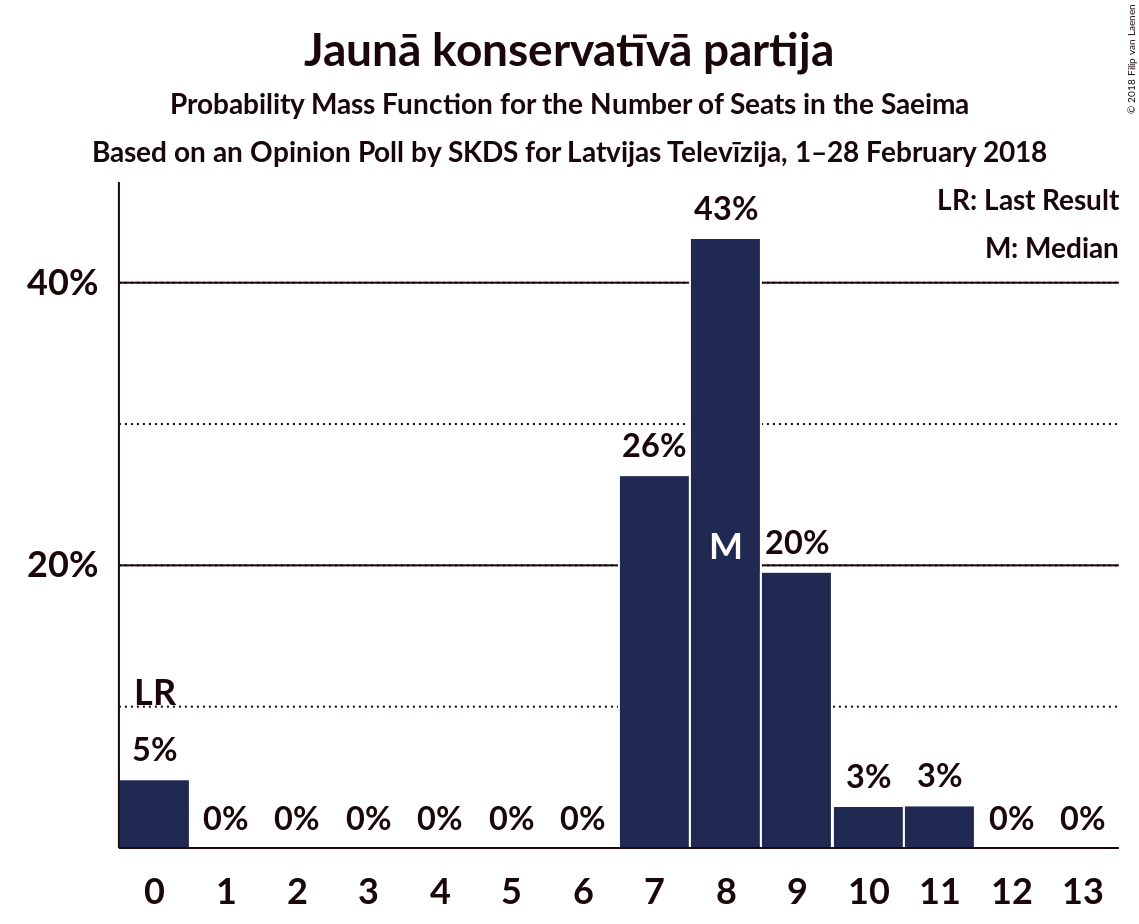 Jaunā konservatīvā partija
Probability Mass Function for the Number of Seats in the Saeima
Based on an Opinion Poll by SKDS for Latvijas Televīzija, 1–28 February 2018
© 2018 Filip van Laenen
LR: Last Result
M: Median
43%
40%
26%
M
20%
20%
LR
5%
0%
0%
0%
0%
0%
0%
3%
3%
0%
0%
0 1 2 3 4 5 6 7 8 9 10 11 12 13